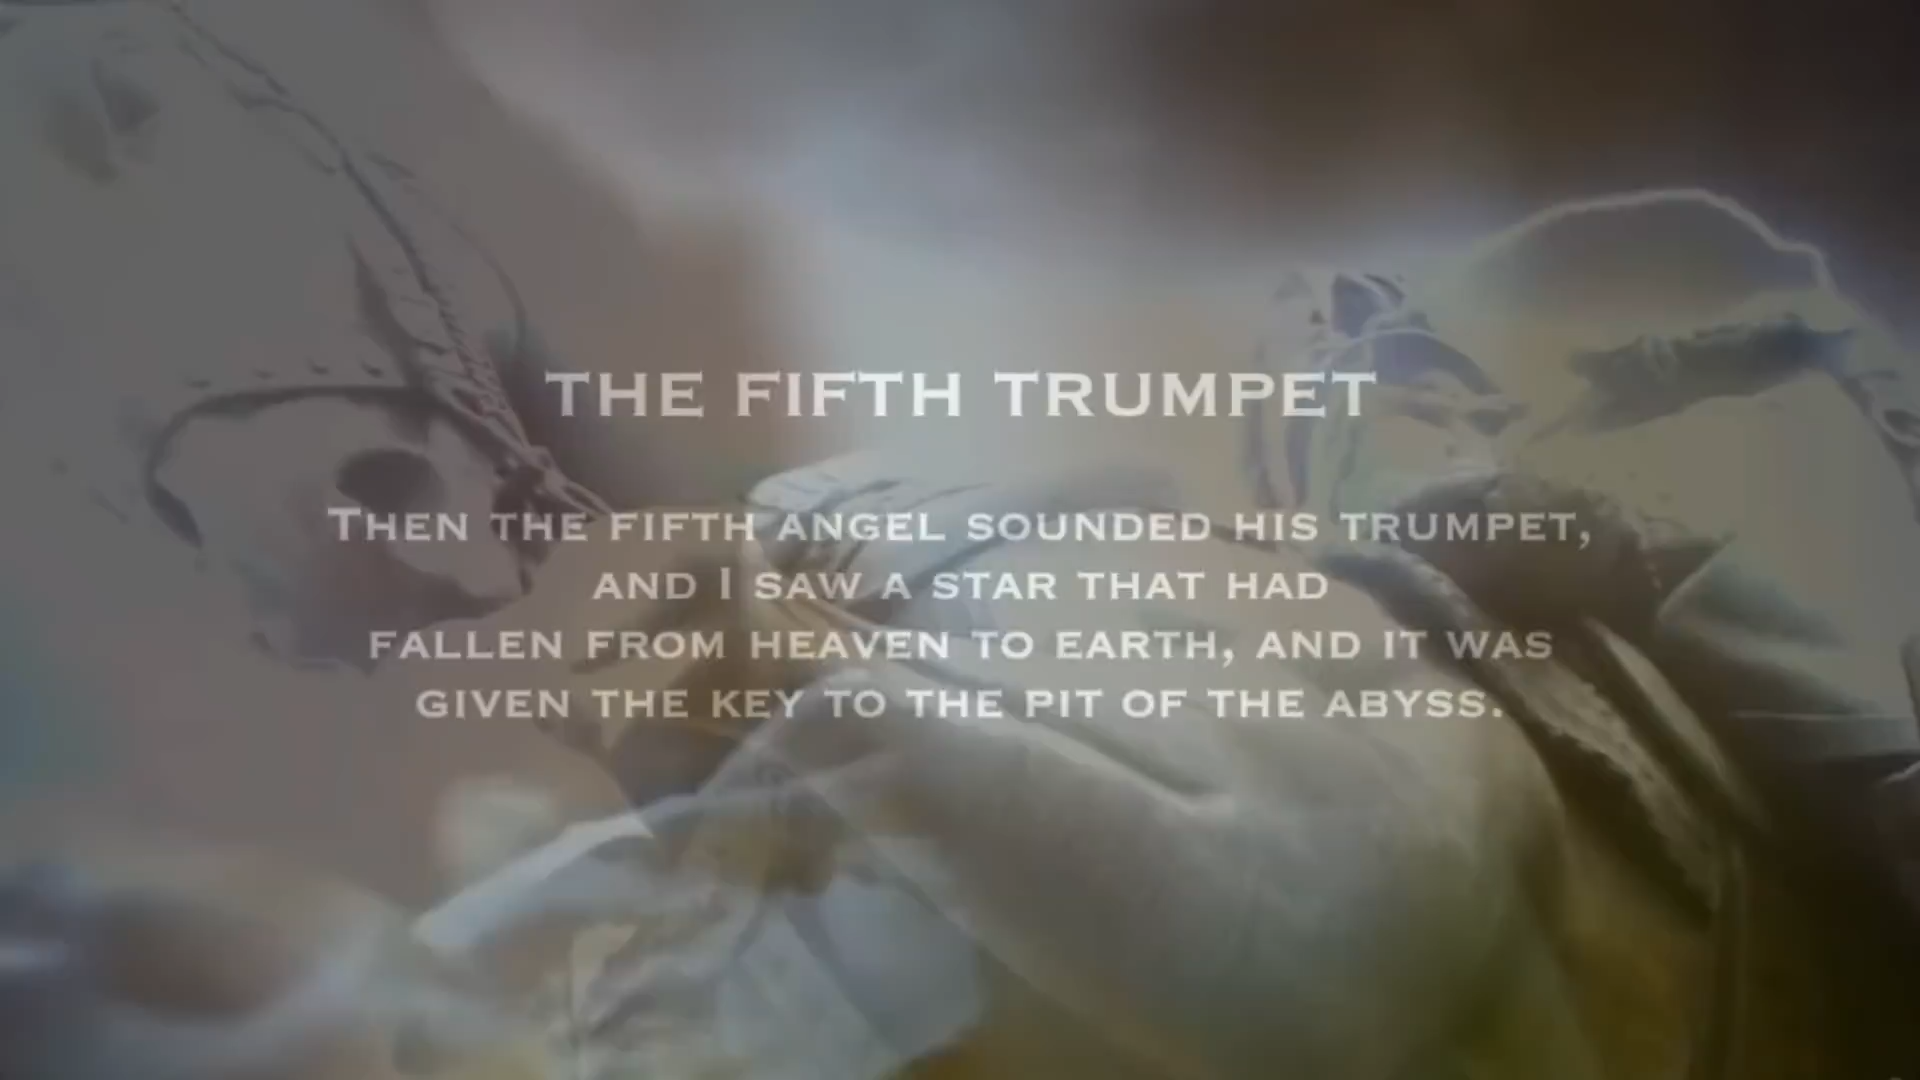 THE FIFTH TRUMPET
THEN THE FIFTH ANGEL SOUNDED HIS TRUMPET,
AND I SAW A STAR THAT HAD
FALLEN FROM HEAVEN TO EARTH, AND IT WAS
GIVEN THE KEY TO THE PIT OF THE ABYSS.